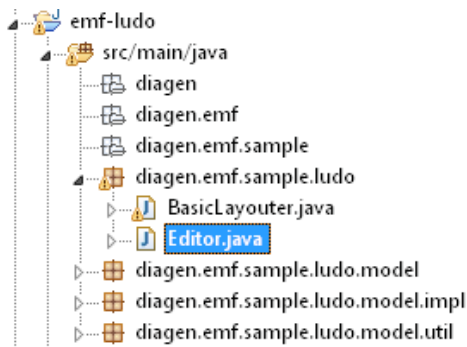 emf-ludo
src/main/java
diagen
diagen.emf
diagen.emf.sample
diagen.emf.sample.ludo
BasicLayouter.java
Editor.java
diagen.emf.sample.ludo.model
diagen.emf.sample.ludo.model.impl
diagen.emf.sample.ludo.model.util